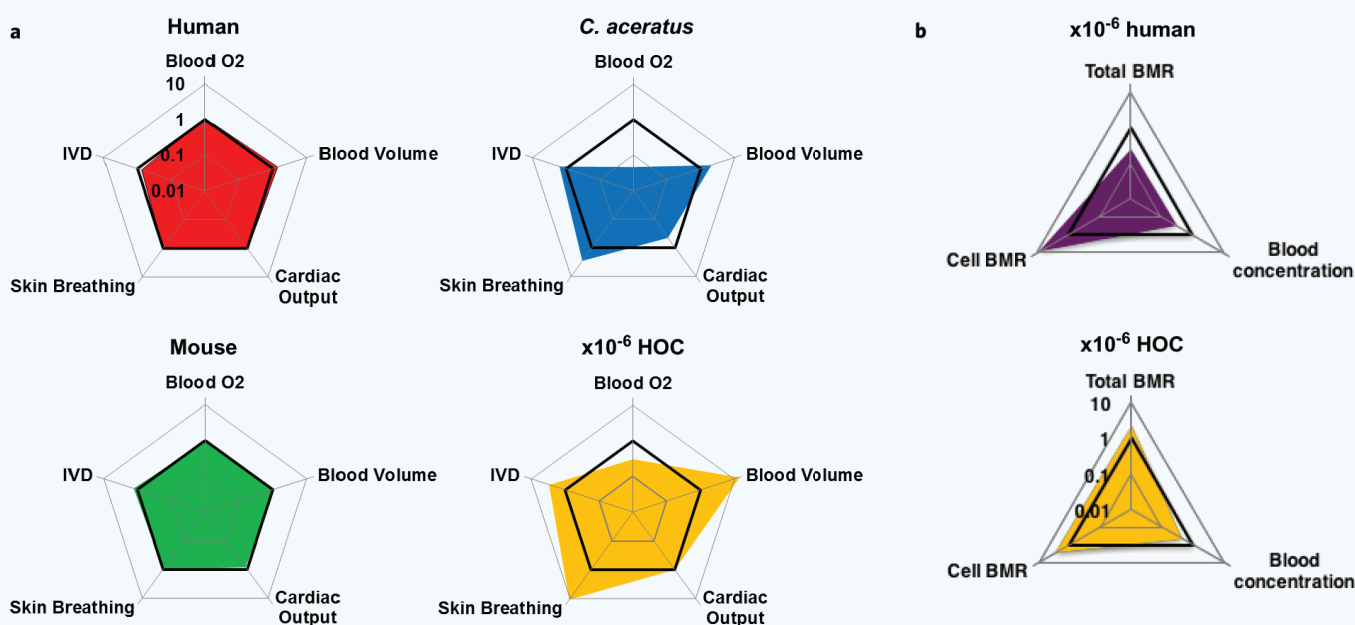 a
Human
Blood O2
10
1
0.1
0.01
IVD
Blood Volume
Skin Breathing
Cardiac
Output
C. aceratus
Blood O2
IVD
Blood Volume
Skin Breathing
Cardiac
Output
b
x10⁻⁶ human
Total BMR
Cell BMR
Blood
concentration
Mouse
Blood O2
IVD
Blood Volume
Skin Breathing
Cardiac
Output
x10⁻⁶ HOC
Blood O2
IVD
Blood Volume
Skin Breathing
Cardiac
Output
x10⁻⁶ HOC
Total BMR
10
1
0.1
0.01
Cell BMR
Blood
concentration